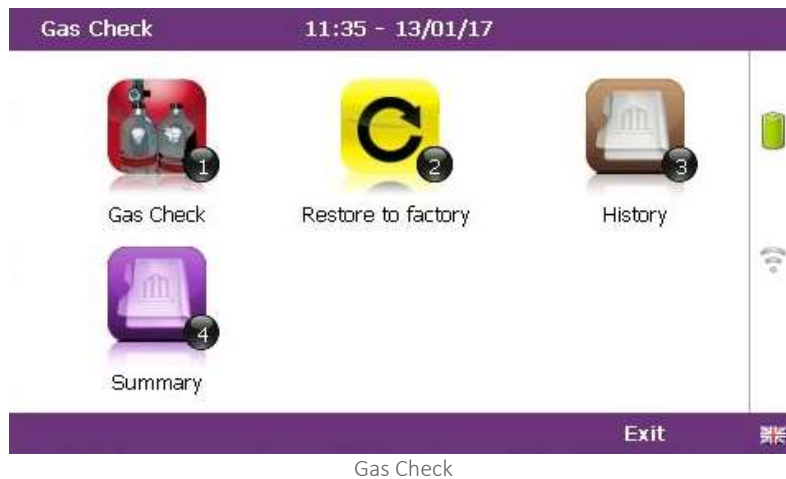 Gas Check 11:35 - 13/01/17
1 2 3
Gas Check Restore to factory History
4
Summary
Exit
Gas Check